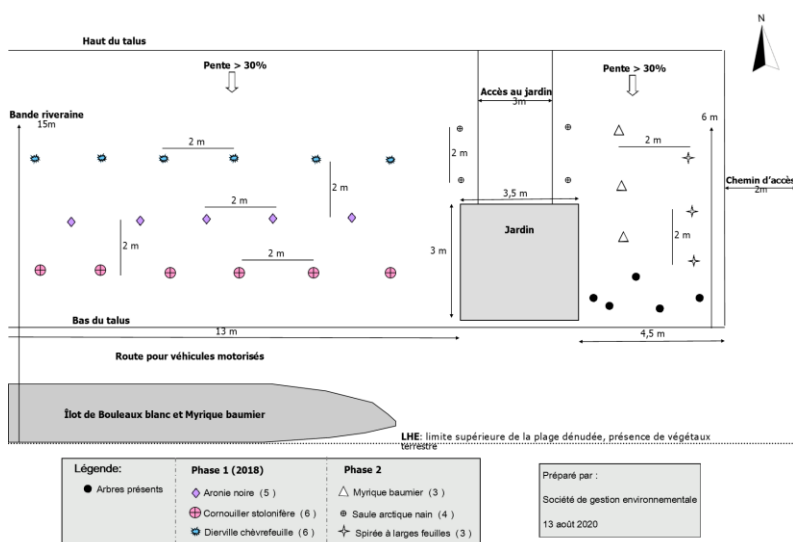 Haut du talus
N
Pente > 30%
Pente > 30%
Accès au jardin
3m
Bande riveraine
15m
6 m
2 m
2 m
2 m
Chemin d'accès
2m
2 m
3,5 m
2 m
Jardin
2 m
2 m
2 m
3 m
2 m
Bas du talus
13 m
4,5 m
Route pour véhicules motorisés
Îlot de Bouleaux blanc et Myrique baumier
LHE: limite supérieure de la plage dénudée, présence de végétaux
terrestre
Légende:
Arbres présents
Phase 1 (2018)
Aronie noire (5)
Cornouiller stolonifère (6)
Dierville chèvrefeuille (6)
Phase 2
Myrique baumier (3)
Saule arctique nain (4)
Spirée à larges feuilles (3)
Préparé par :
Société de gestion environnementale
13 août 2020